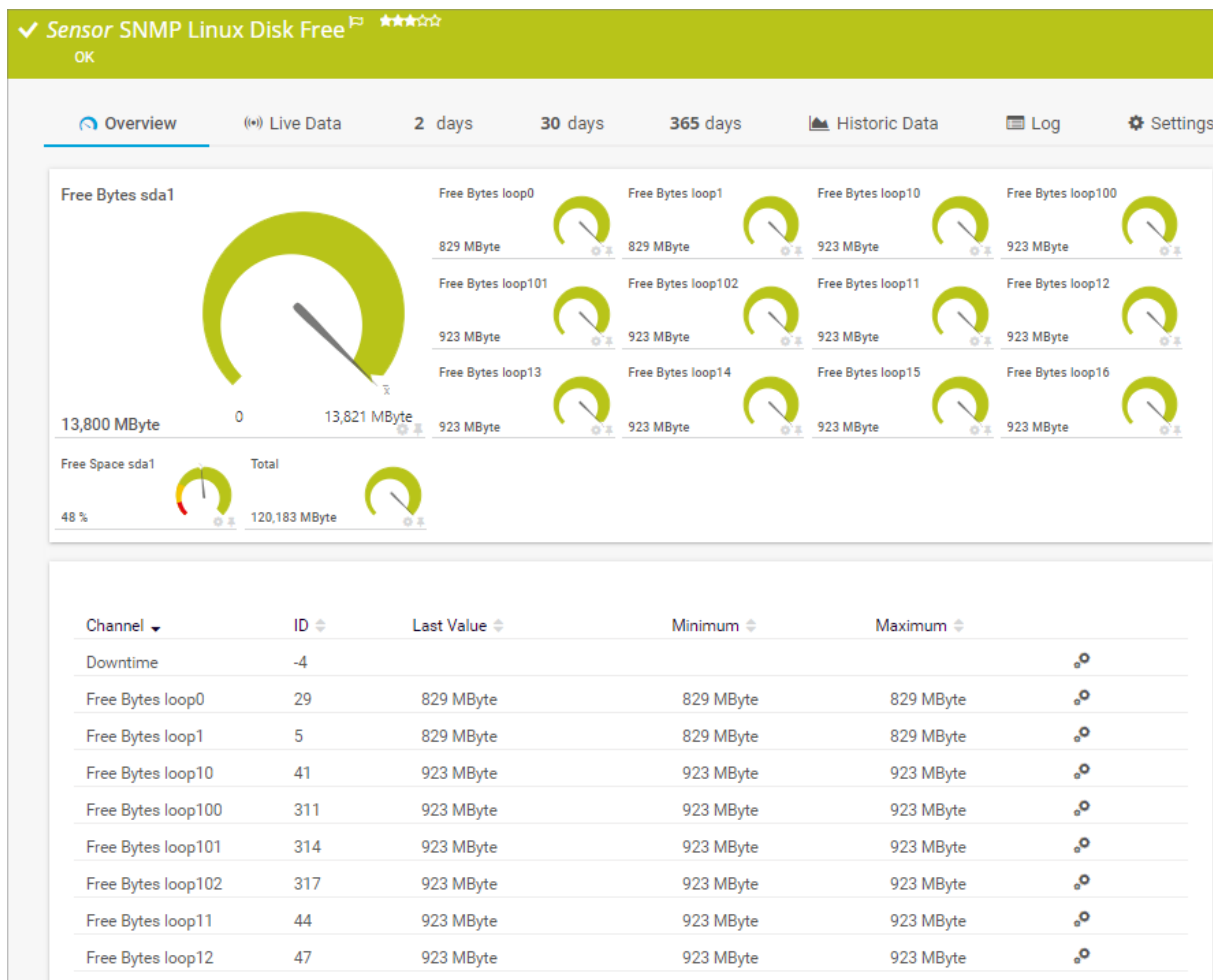 Sensor SNMP Linux Disk Free
OK
Overview Live Data 2 days 30 days 365 days Historic Data Log Settings
Free Bytes sda1
13,800 MByte
0
13,821 MByte
x
Free Bytes loop0
829 MByte
Free Bytes loop1
829 MByte
Free Bytes loop10
923 MByte
Free Bytes loop100
923 MByte
Free Bytes loop101
923 MByte
Free Bytes loop102
923 MByte
Free Bytes loop11
923 MByte
Free Bytes loop12
923 MByte
Free Bytes loop13
923 MByte
Free Bytes loop14
923 MByte
Free Bytes loop15
923 MByte
Free Bytes loop16
923 MByte
Free Space sda1
48 %
Total
120,183 MByte
Channel ID Last Value Minimum Maximum
Downtime -4
Free Bytes loop0 29 829 MByte 829 MByte 829 MByte
Free Bytes loop1 5 829 MByte 829 MByte 829 MByte
Free Bytes loop10 41 923 MByte 923 MByte 923 MByte
Free Bytes loop100 311 923 MByte 923 MByte 923 MByte
Free Bytes loop101 314 923 MByte 923 MByte 923 MByte
Free Bytes loop102 317 923 MByte 923 MByte 923 MByte
Free Bytes loop11 44 923 MByte 923 MByte 923 MByte
Free Bytes loop12 47 923 MByte 923 MByte 923 MByte